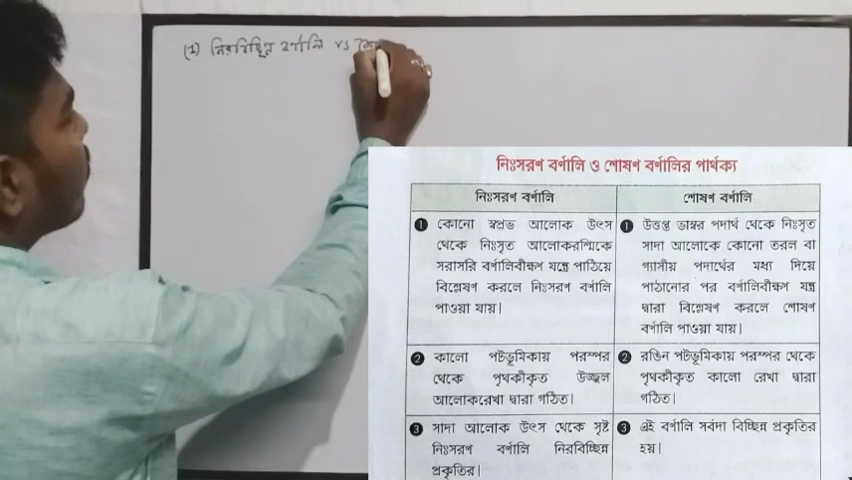 (১) নিরবিচ্ছিন্ন বর্ণালি vs
নিঃসরণ বর্ণালি ও শোষণ বর্ণালির পার্থক্য
নিঃসরণ বর্ণালি
শোষণ বর্ণালি
❶ কোনো স্বপ্রভ আলোক উৎস
থেকে নিঃসৃত আলোকরশ্মিকে
সরাসরি বর্ণালিবীক্ষণ যন্ত্রে পাঠিয়ে
বিশ্লেষণ করলে নিঃসরণ বর্ণালি
পাওয়া যায়।
❶ উত্তপ্ত ভাস্বর পদার্থ থেকে নিঃসৃত
সাদা আলোকে কোনো তরল বা
গ্যাসীয় পদার্থের মধ্য দিয়ে
পাঠানোর পর বর্ণালিবীক্ষণ যন্ত্র
দ্বারা বিশ্লেষণ করলে শোষণ
বর্ণালি পাওয়া যায়।
❷ কালো পটভূমিকায় পরস্পর
থেকে পৃথকীকৃত উজ্জ্বল
আলোকরেখা দ্বারা গঠিত।
❷ রঙিন পটভূমিকায় পরস্পর থেকে
পৃথকীকৃত কালো রেখা দ্বারা
গঠিত।
❸ সাদা আলোক উৎস থেকে সৃষ্ট
নিঃসরণ বর্ণালি নিরবিচ্ছিন্ন
প্রকৃতির।
❸ এই বর্ণালি সর্বদা বিচ্ছিন্ন প্রকৃতির
হয়।